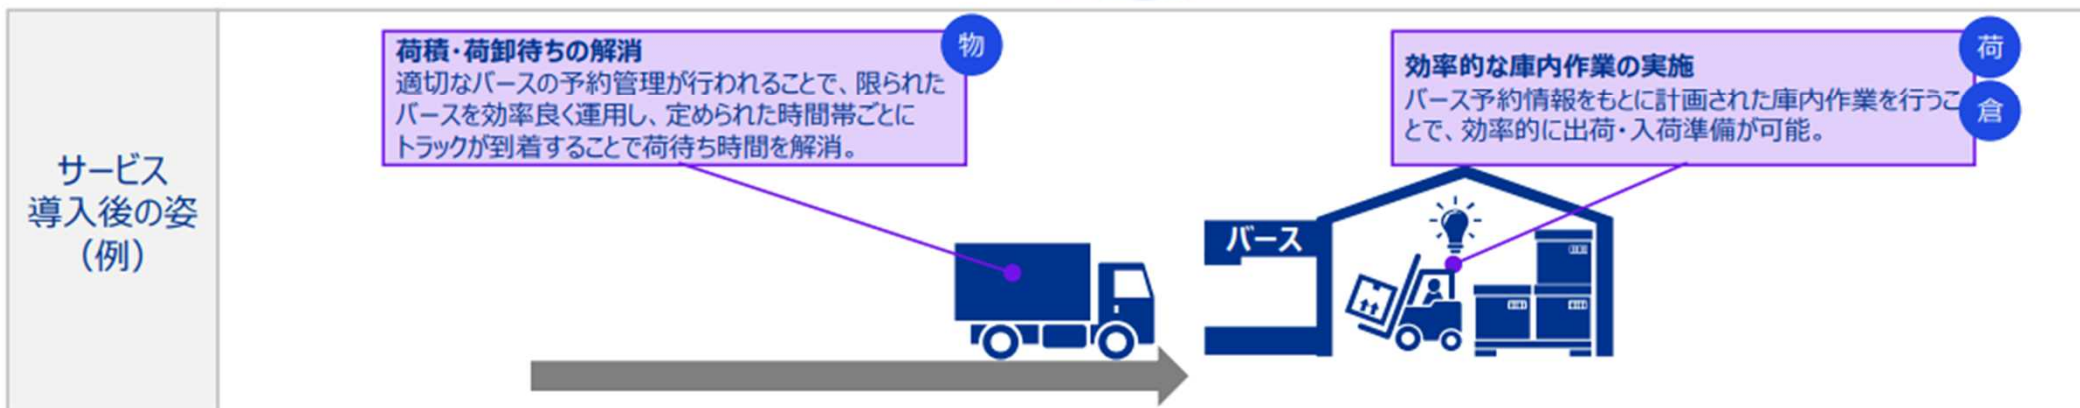 サービス
導入後の姿
（例）
荷積・荷卸待ちの解消
適切なバースの予約管理が行われることで、限られた
バースを効率良く運用し、定められた時間帯ごとに
トラックが到着することで荷待ち時間を解消。
物
効率的な庫内作業の実施
バース予約情報をもとに計画された庫内作業を行うこ
とで、効率的に出荷・入荷準備が可能。
荷
倉
バース